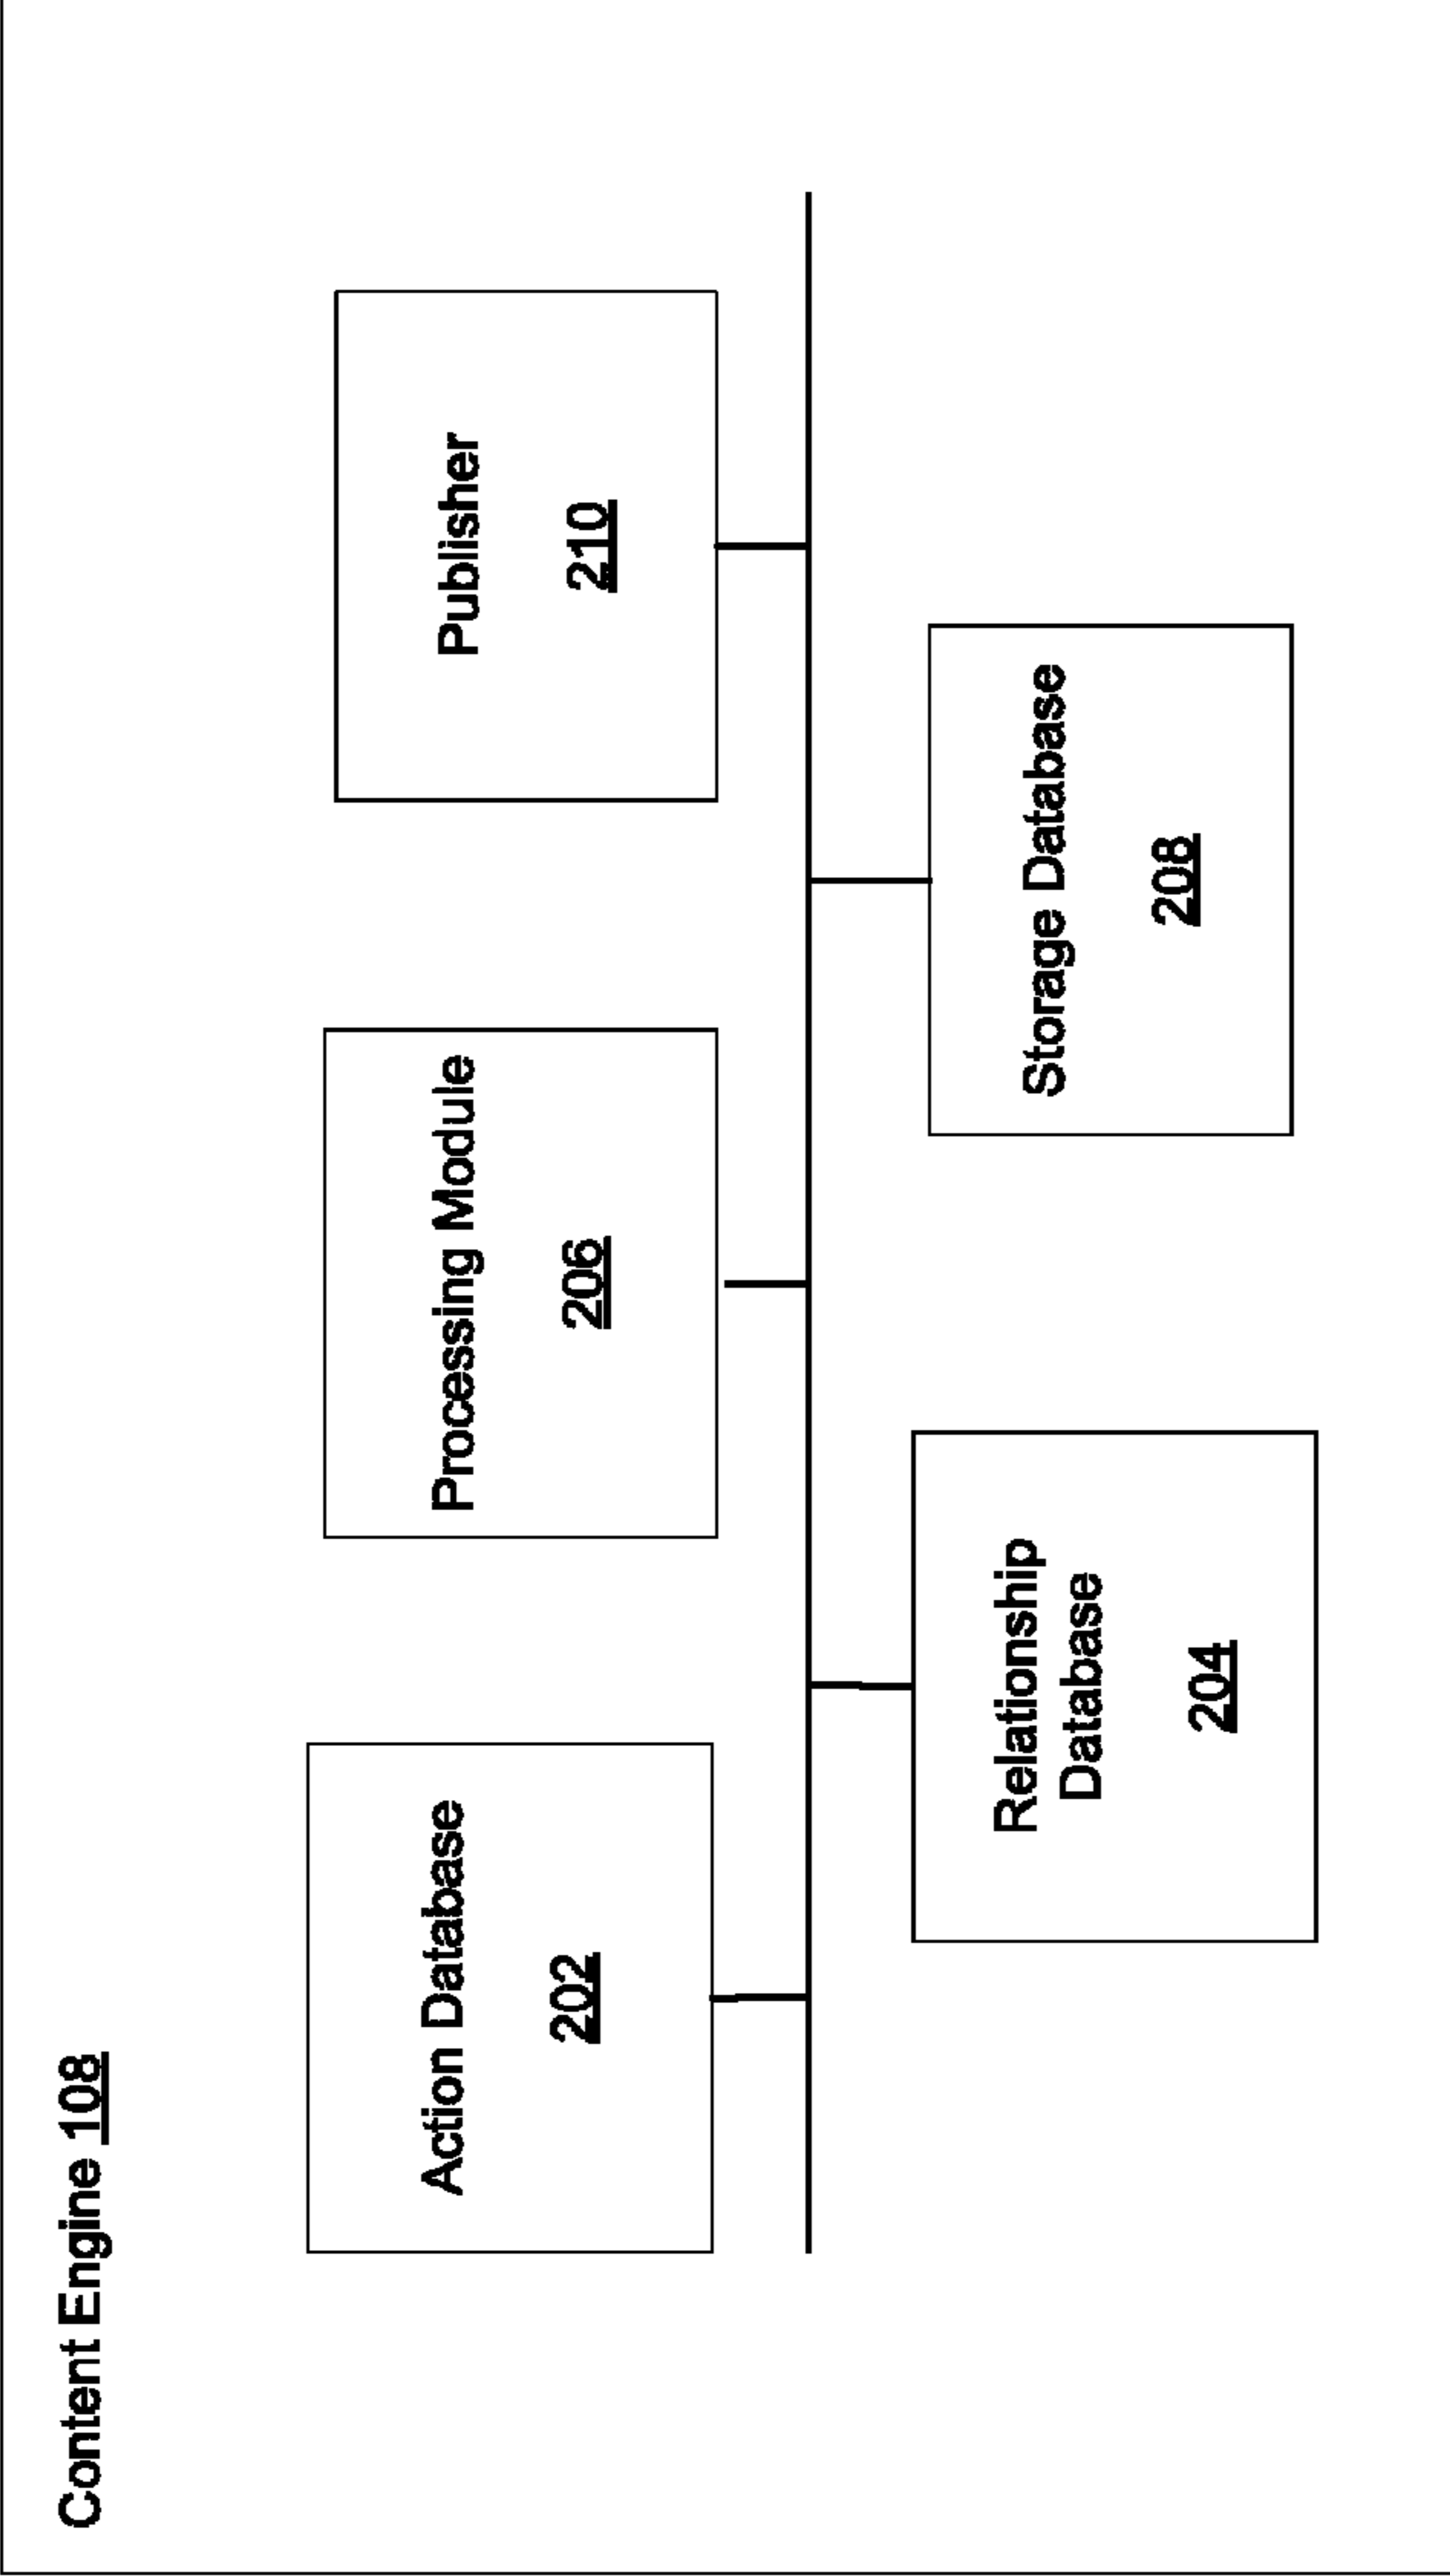 Content Engine 108
Action Database
202
Processing Module
206
Publisher
210
Relationship
Database
204
Storage Database
208